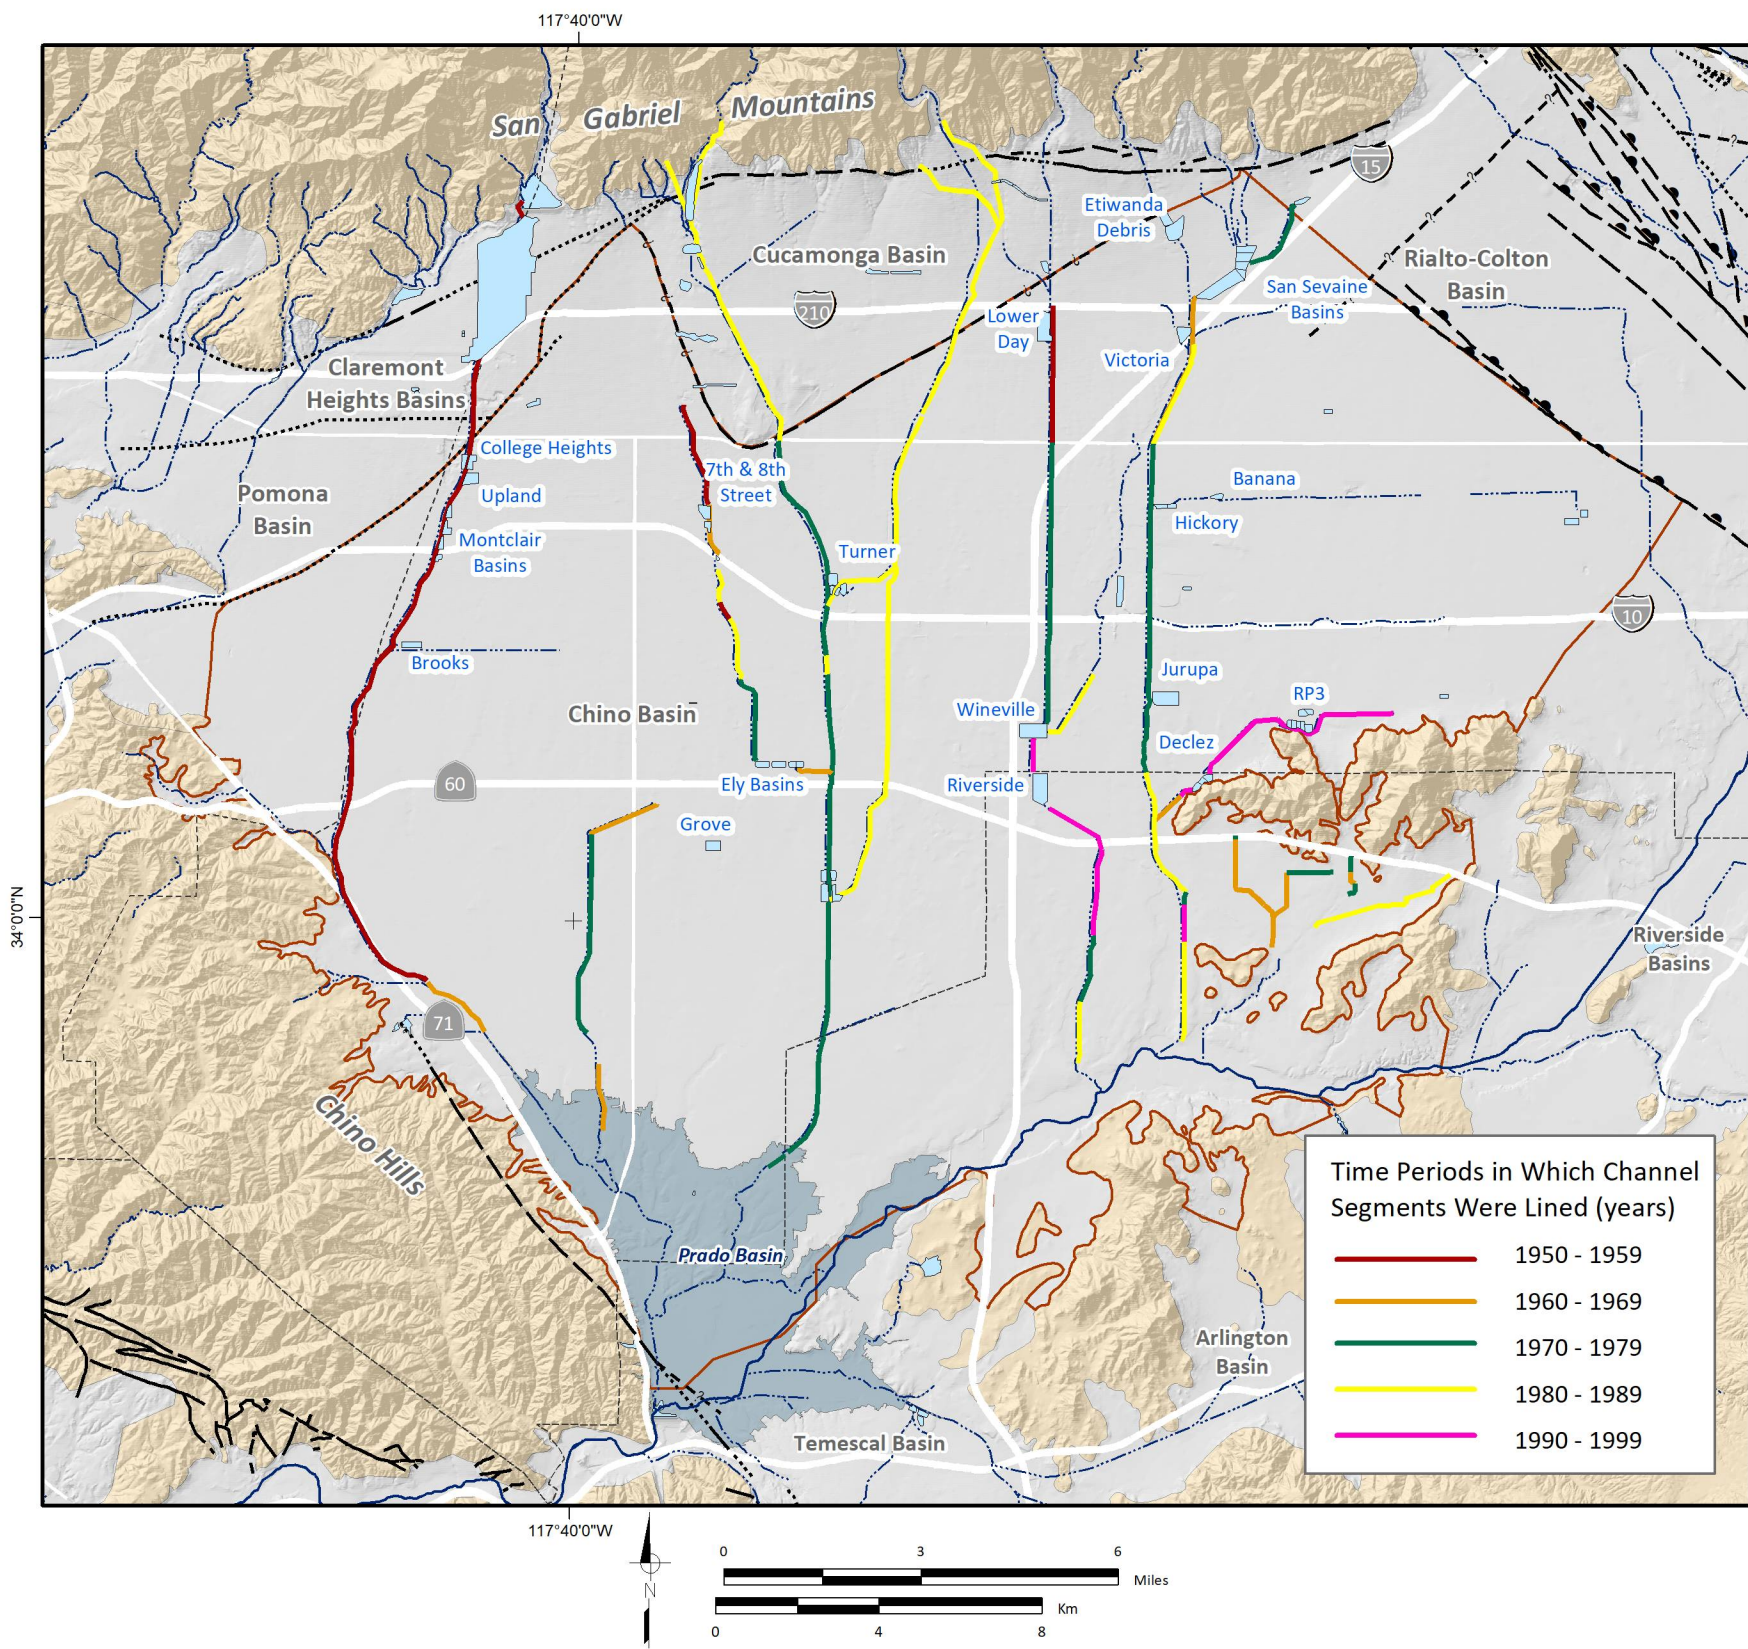 117°40'0"W
San Gabriel Mountains
15
Etiwanda
Debris
Cucamonga Basin
Rialto-Colton
Basin
San Sevaine
Basins
210
Lower
Day
Victoria
Claremont
Heights Basins
College Heights
7th & 8th
Street
Upland
Pomona
Basin
Banana
Hickory
Montclair
Basins
Turner
10
Brooks
Jurupa
RP3
Chino Basin
Wineville
Declez
60
Ely Basins
Riverside
Grove
34°0'0"N
Riverside
Basins
71
Chino Hills
Prado Basin
Arlington
Basin
Temescal Basin
Time Periods in Which Channel
Segments Were Lined (years)
1950 - 1959
1960 - 1969
1970 - 1979
1980 - 1989
1990 - 1999
117°40'0"W
N
0 3 6
Miles
Km
0 4 8